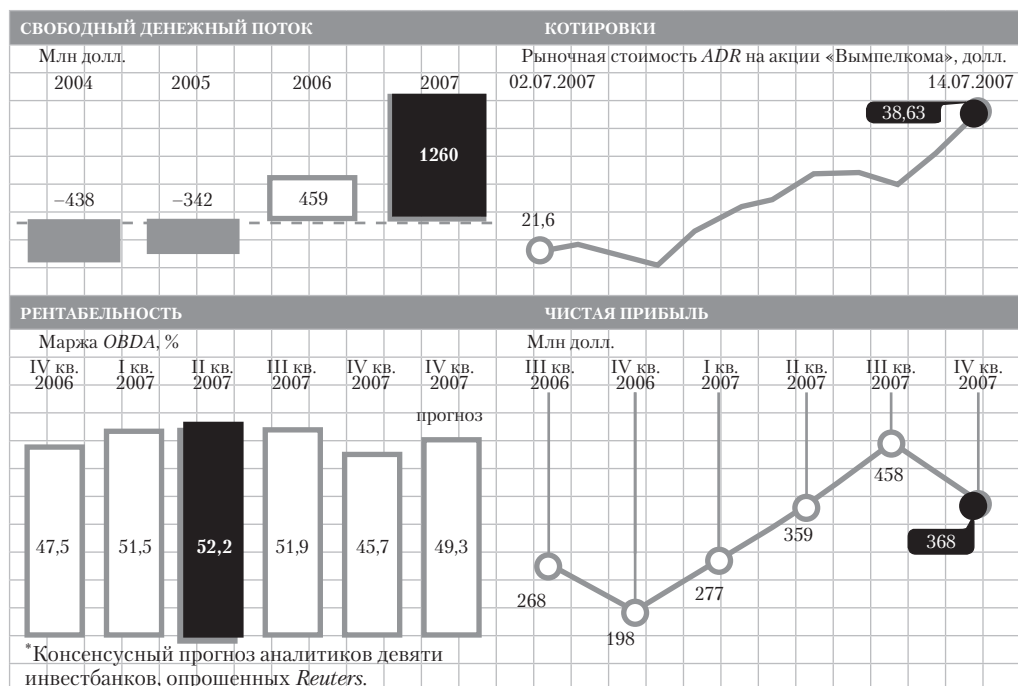 СВОБОДНЫЙ ДЕНЕЖНЫЙ ПОТОК
Млн долл.
2004 2005 2006 2007
–438 –342 459 1260
КОТИРОВКИ
Рыночная стоимость ADR на акции «Вымпелкома», долл.
02.07.2007 14.07.2007
38,63
21,6
РЕНТАБЕЛЬНОСТЬ
Маржа OBDA, %
IV кв. I кв. II кв. III кв. IV кв. IV кв.
2006 2007 2007 2007 2007 2007
прогноз
47,5 51,5 52,2 51,9 45,7 49,3
*Консенсусный прогноз аналитиков девяти
инвестбанков, опрошенных Reuters.
ЧИСТАЯ ПРИБЫЛЬ
Млн долл.
III кв. IV кв. I кв. II кв. III кв. IV кв.
2006 2006 2007 2007 2007 2007
458
359
368
277
268
198